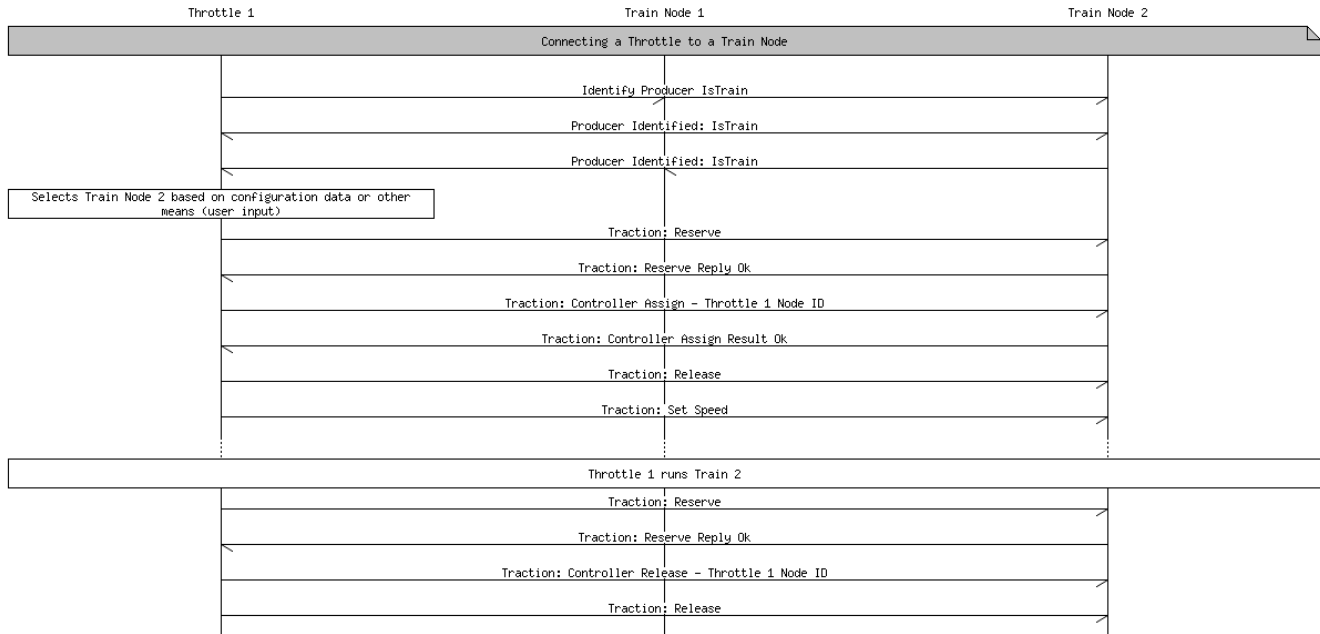 Throttle 1 Train Node 1 Train Node 2
Connecting a Throttle to a Train Node
Identify Producer IsTrain
Producer Identified: IsTrain
Producer Identified: IsTrain
Selects Train Node 2 based on configuration data or other
means (user input)
Traction: Reserve
Traction: Reserve Reply Ok
Traction: Controller Assign - Throttle 1 Node ID
Traction: Controller Assign Result Ok
Traction: Release
Traction: Set Speed
Throttle 1 runs Train 2
Traction: Reserve
Traction: Reserve Reply Ok
Traction: Controller Release - Throttle 1 Node ID
Traction: Release